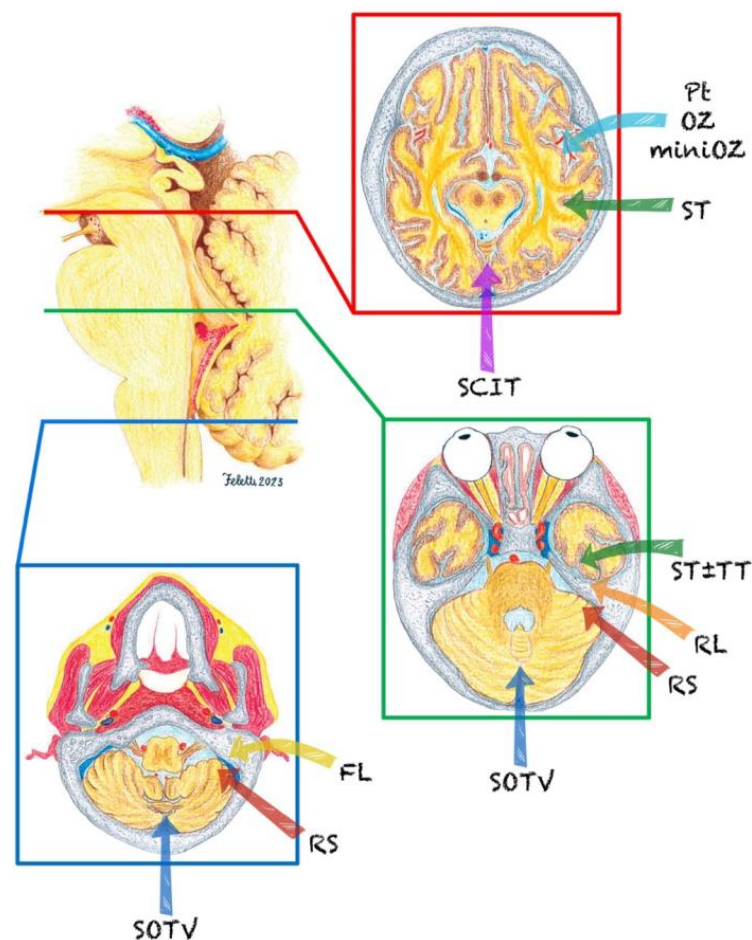 Pt
OZ
miniOZ
ST
SCIT
Feletti 2023
ST±TT
RL
RS
SOTV
FL
RS
SOTV